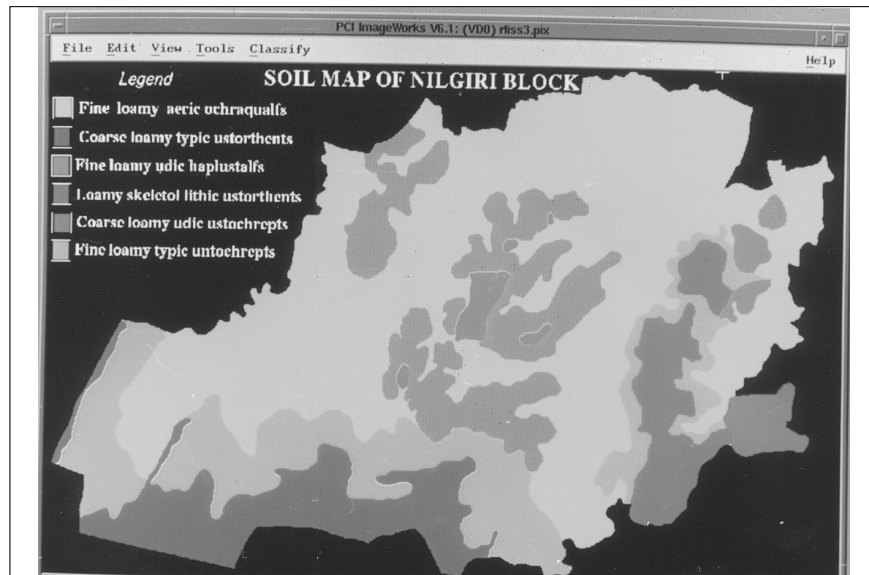 PCI ImageWorks V6.1: (VD0) rliss3.pix
File Edit View Tools Classify Help
Legend
SOIL MAP OF NILGIRI BLOCK
Fine loamy aeric ochraqualfs
Coarse loamy typic ustorthents
Fine loamy udic haplustalfs
Loamy skeletol lithic ustorthents
Coarse loamy udic ustochrepts
Fine loamy typic untochrepts